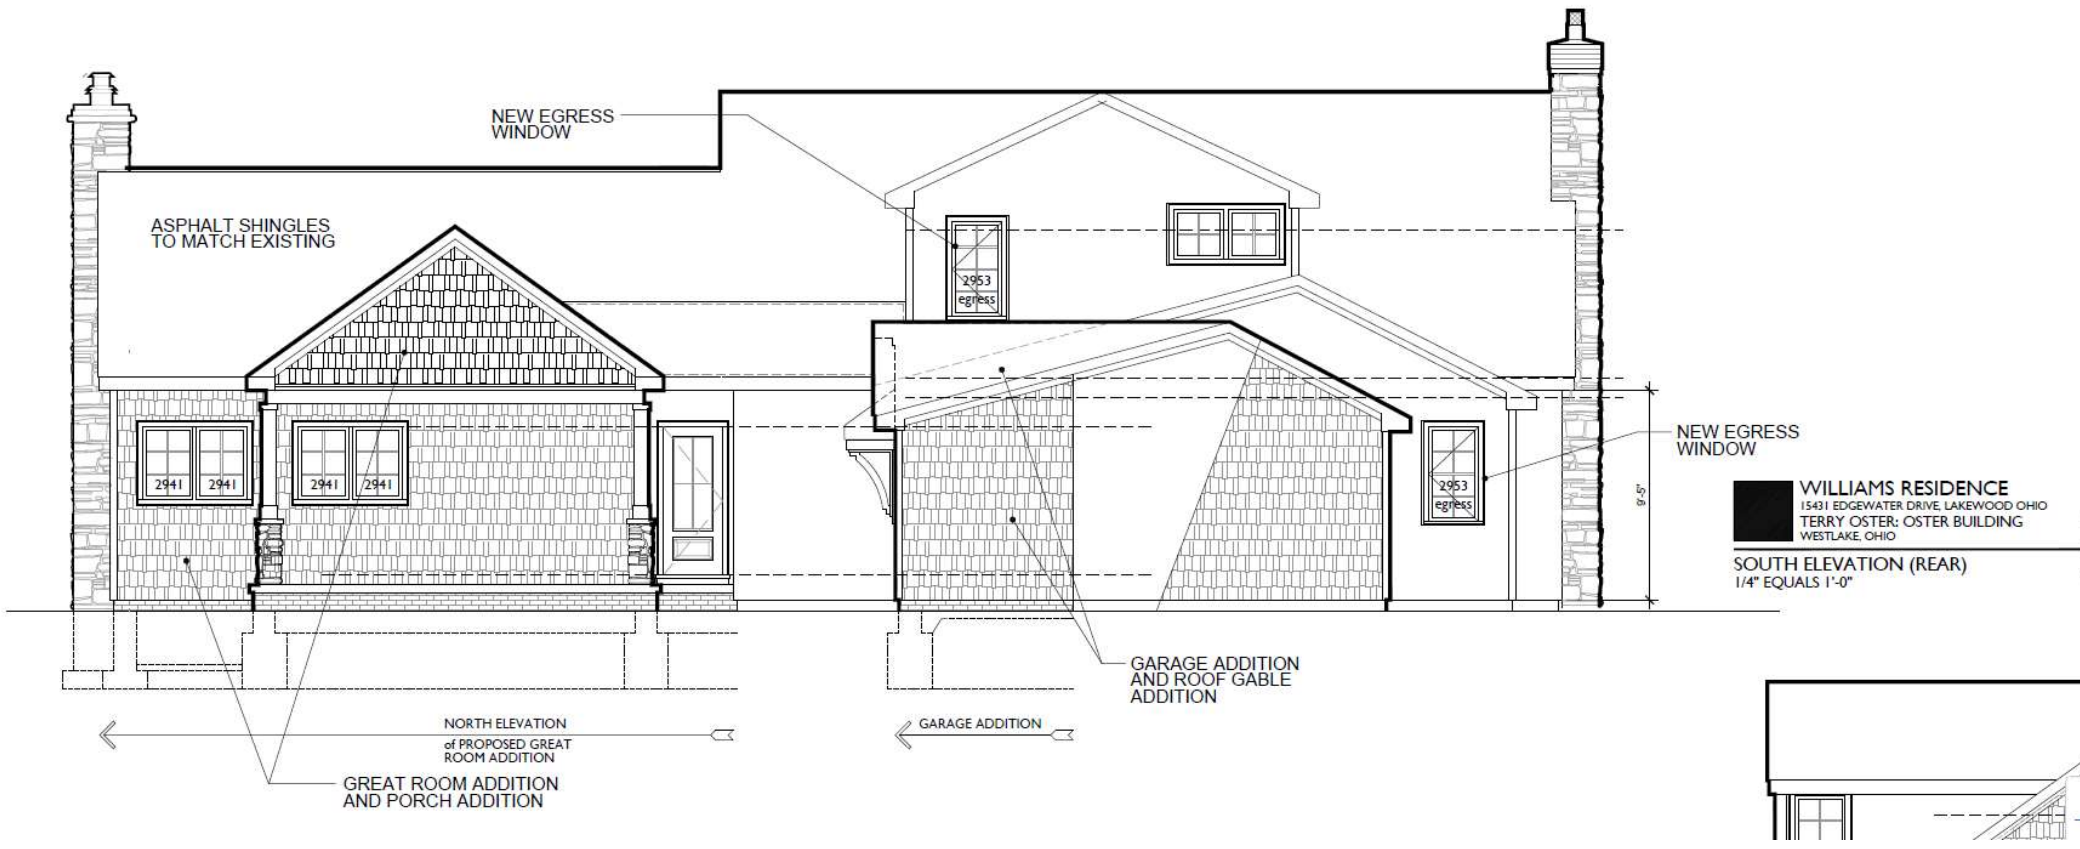 NEW EGRESS
WINDOW
ASPHALT SHINGLES
TO MATCH EXISTING
2953
egress
2941 2941
2941 2941
2953
egress
NEW EGRESS
WINDOW
9'-5"
WILLIAMS RESIDENCE
15431 EDGEWATER DRIVE, LAKEWOOD OHIO
TERRY OSTER: OSTER BUILDING
WESTLAKE, OHIO
SOUTH ELEVATION (REAR)
1/4" EQUALS 1'-0"
GARAGE ADDITION
AND ROOF GABLE
ADDITION
NORTH ELEVATION
of PROPOSED GREAT
ROOM ADDITION
GARAGE ADDITION
GREAT ROOM ADDITION
AND PORCH ADDITION